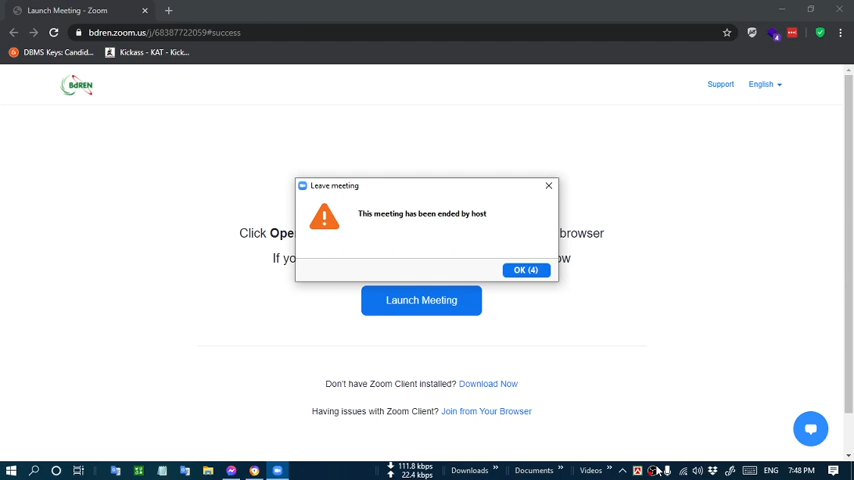 Launch Meeting - Zoom
bdren.zoom.us/j/68387722059#success
DBMS Keys: Candid...
Kickass - KAT - Kick...
BdREN
Support
English
Leave meeting
This meeting has been ended by host
Click Ope
browser
If yo
ow
OK (4)
Launch Meeting
Don't have Zoom Client installed? Download Now
Having issues with Zoom Client? Join from Your Browser
111.8 kbps
22.4 kbps
Downloads
Documents
Videos
ENG
7:48 PM